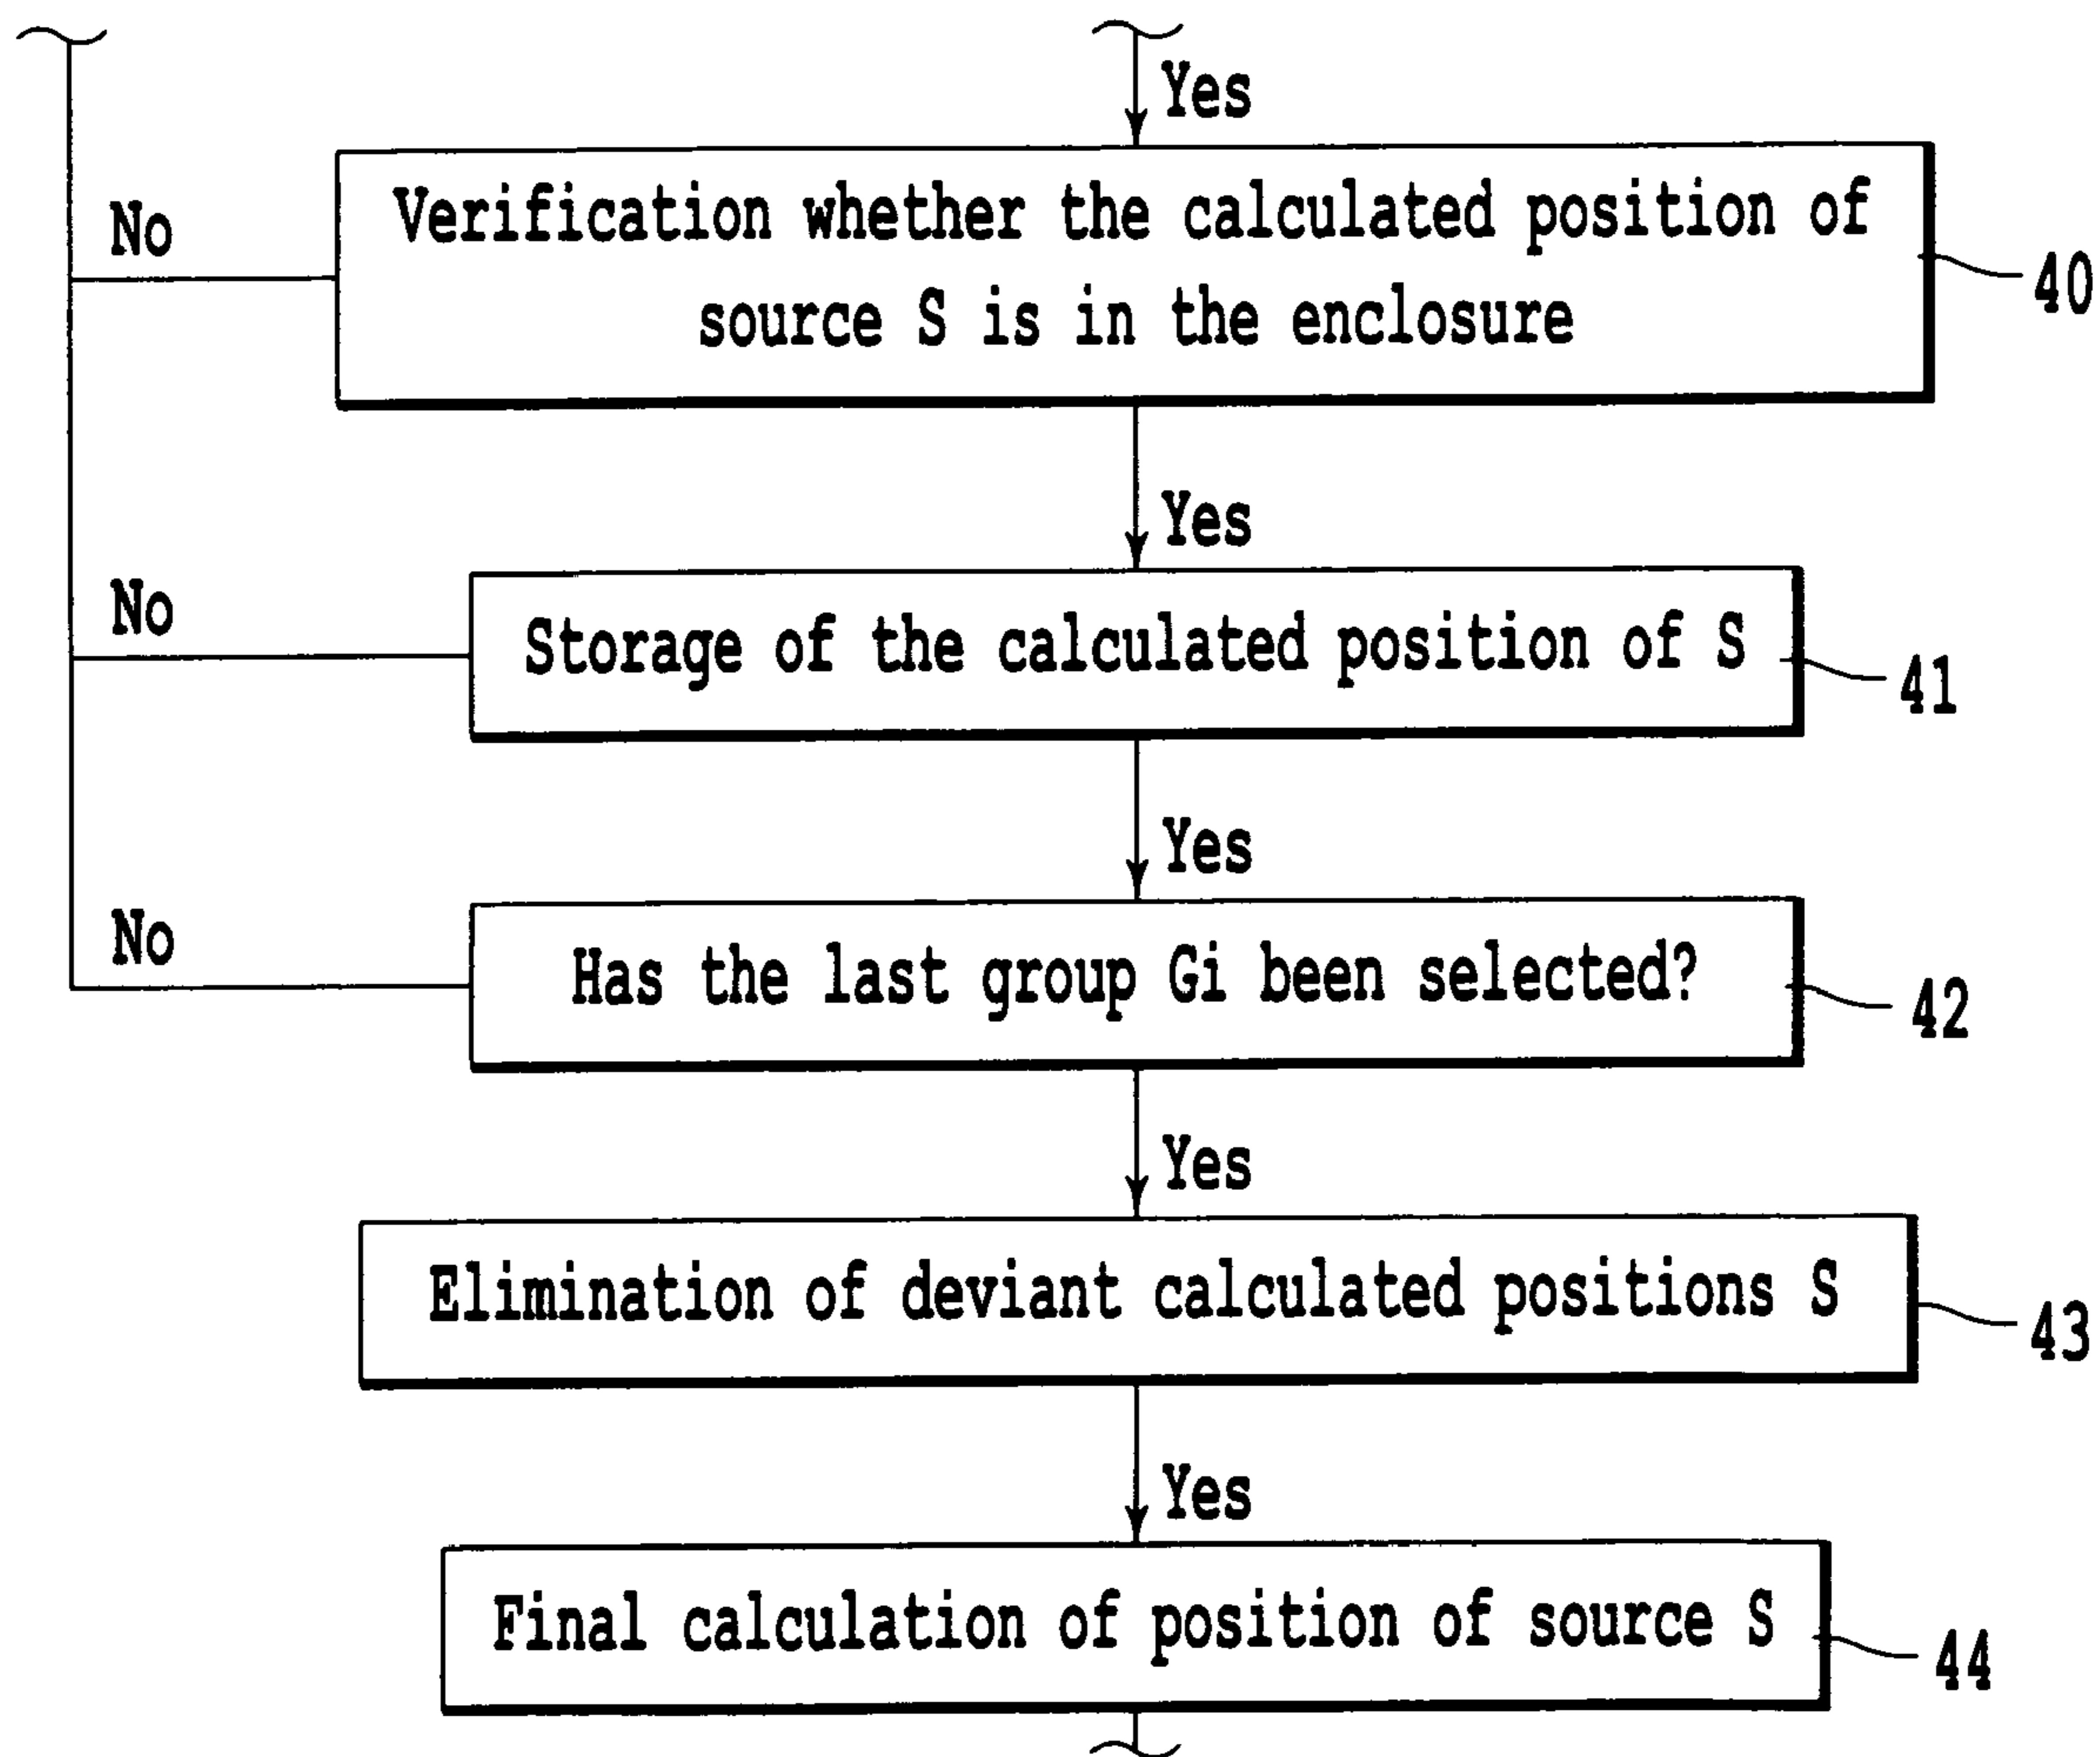 Yes
No
Verification whether the calculated position of
source S is in the enclosure
40
Yes
No
Storage of the calculated position of S
41
Yes
No
Has the last group Gi been selected?
42
Yes
Elimination of deviant calculated positions S
43
Yes
Final calculation of position of source S
44